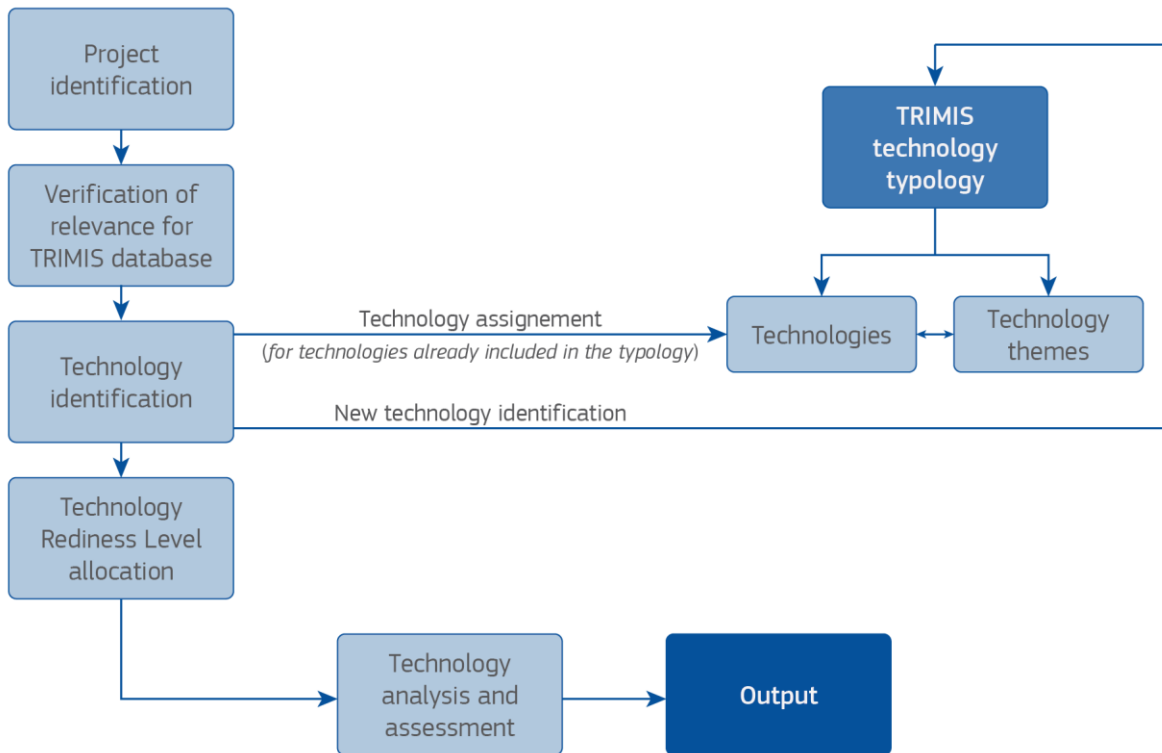 Project
identification
Verification of
relevance for
TRIMIS database
Technology
identification
Technology
Rediness Level
allocation
Technology assignement
(for technologies already included in the typology)
New technology identification
TRIMIS
technology
typology
Technologies
Technology
themes
Technology
analysis and
assessment
Output